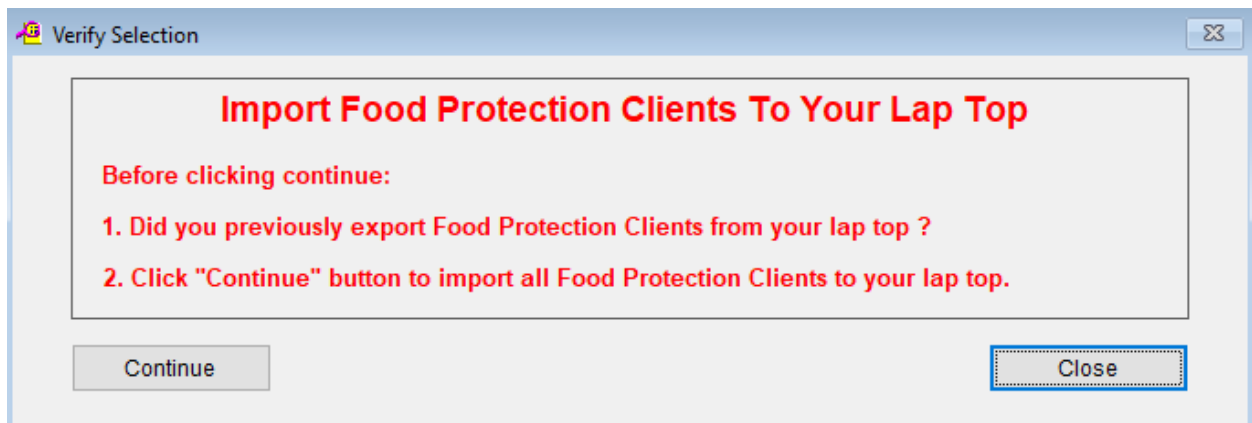 Verify Selection
Import Food Protection Clients To Your Lap Top
Before clicking continue:
1. Did you previously export Food Protection Clients from your lap top ?
2. Click "Continue" button to import all Food Protection Clients to your lap top.
Continue
Close